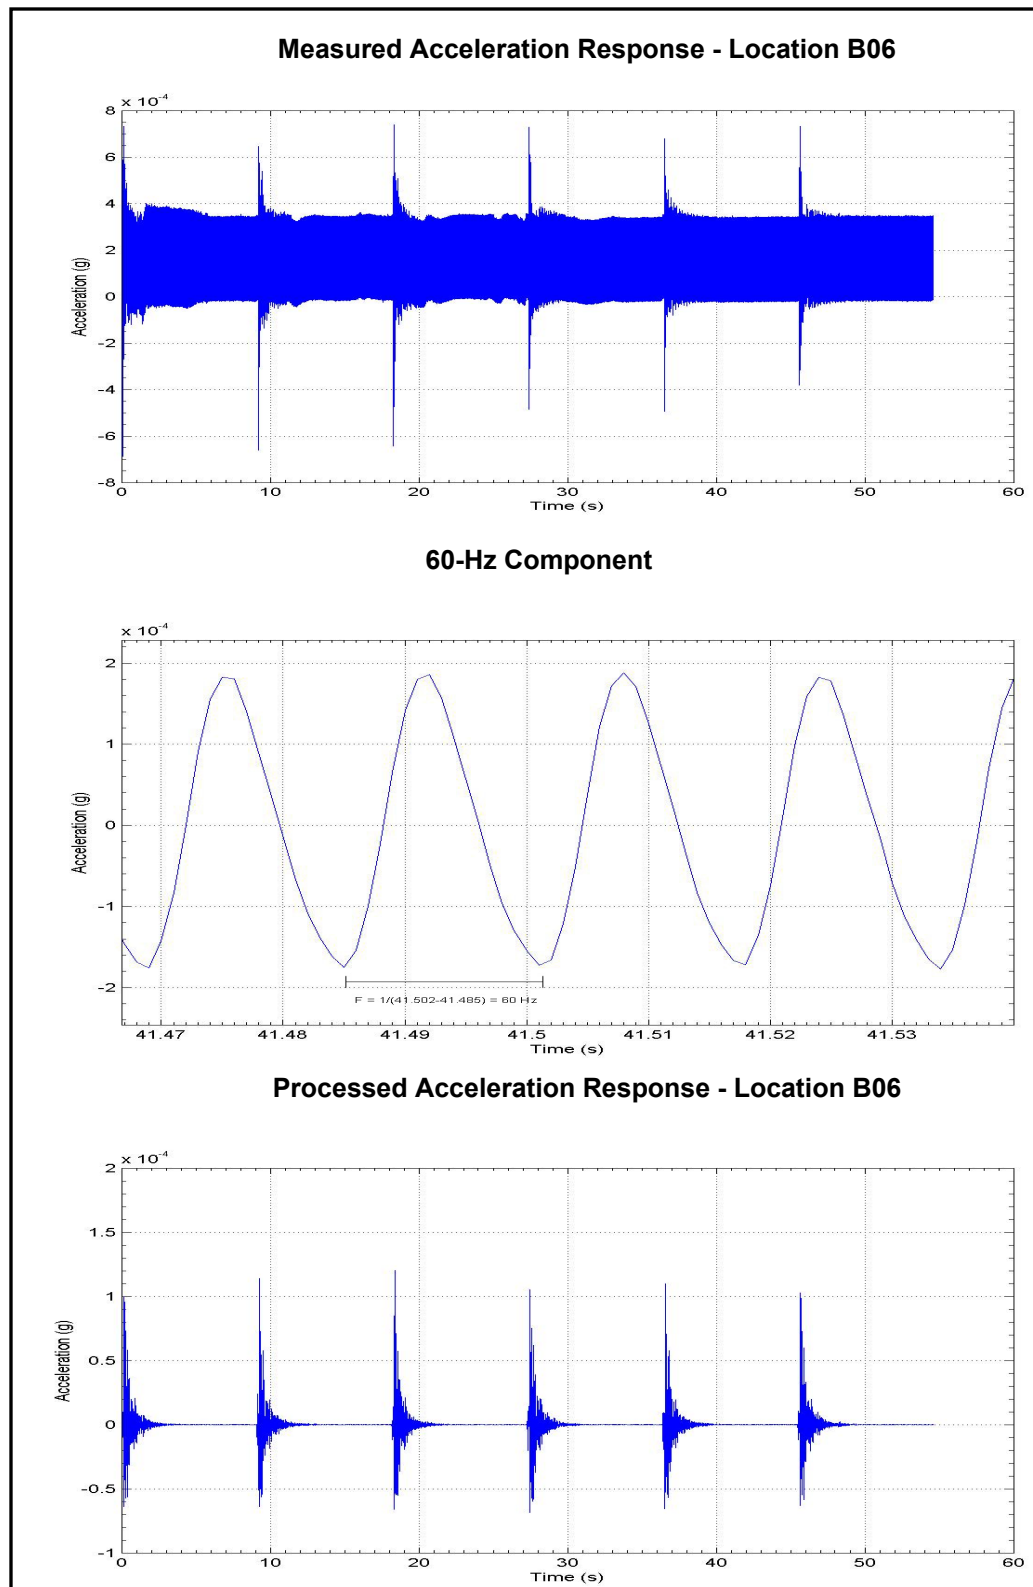 Measured Acceleration Response - Location B06
x 10-4
8
6
4
2
0
-2
-4
-6
-8
Acceleration (g)
0 10 20 30 40 50 60
Time (s)
60-Hz Component
x 10-4
2
1
0
-1
-2
Acceleration (g)
F = 1/(41.502-41.485) = 60 Hz
41.47 41.48 41.49 41.5 41.51 41.52 41.53
Time (s)
Processed Acceleration Response - Location B06
x 10-4
2
1.5
1
0.5
0
-0.5
-1
Acceleration (g)
0 10 20 30 40 50 60
Time (s)